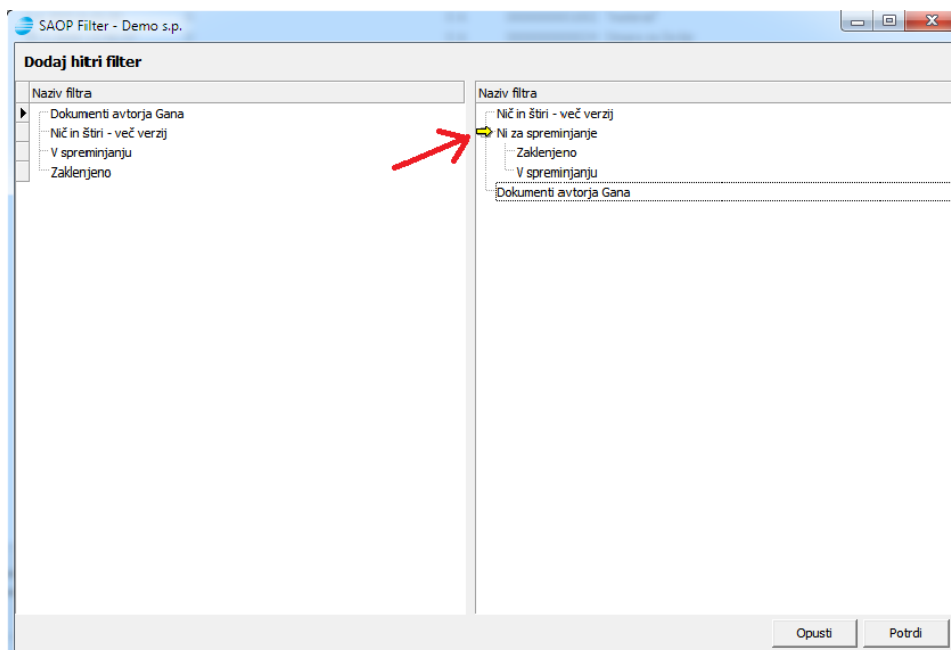 SAOP Filter - Demo s.p.
Dodaj hitri filter
Naziv filtra
Dokumenti avtorja Gana
Nič in štiri - več verzij
V spreminjanju
Zaklenjeno
Naziv filtra
Nič in štiri - več verzij
Ni za spreminjanje
Zaklenjeno
V spreminjanju
Dokumenti avtorja Gana
Opusti
Potrdi